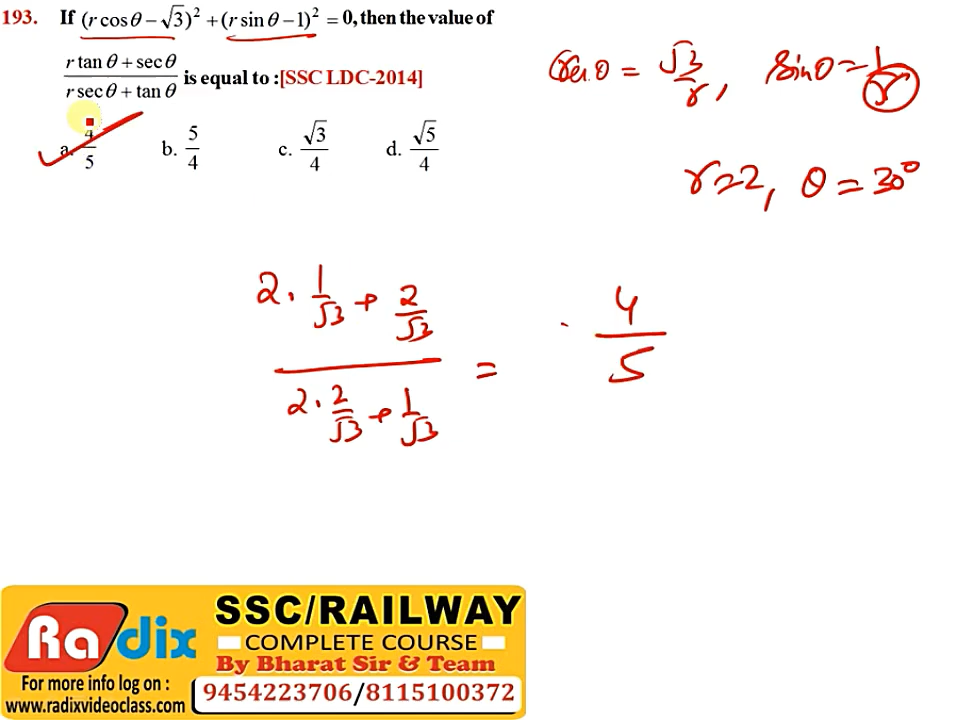 193. If (r cos θ – √3)² + (r sin θ – 1)² = 0, then the value of
(r tan θ + sec θ)/(r sec θ + tan θ) is equal to : [SSC LDC-2014]
a. 4/5 b. 5/4 c. √3/4 d. √5/4
cos θ = √3/r, sin θ = 1/r
r = 2, θ = 30°
(2 · 1/√3 + 2/√3)/(2 · 2/√3 + 1/√3) = 4/5
Radix
For more info log on :
www.radixvideoclass.com
SSC/RAILWAY
COMPLETE COURSE
By Bharat Sir & Team
9454223706/8115100372